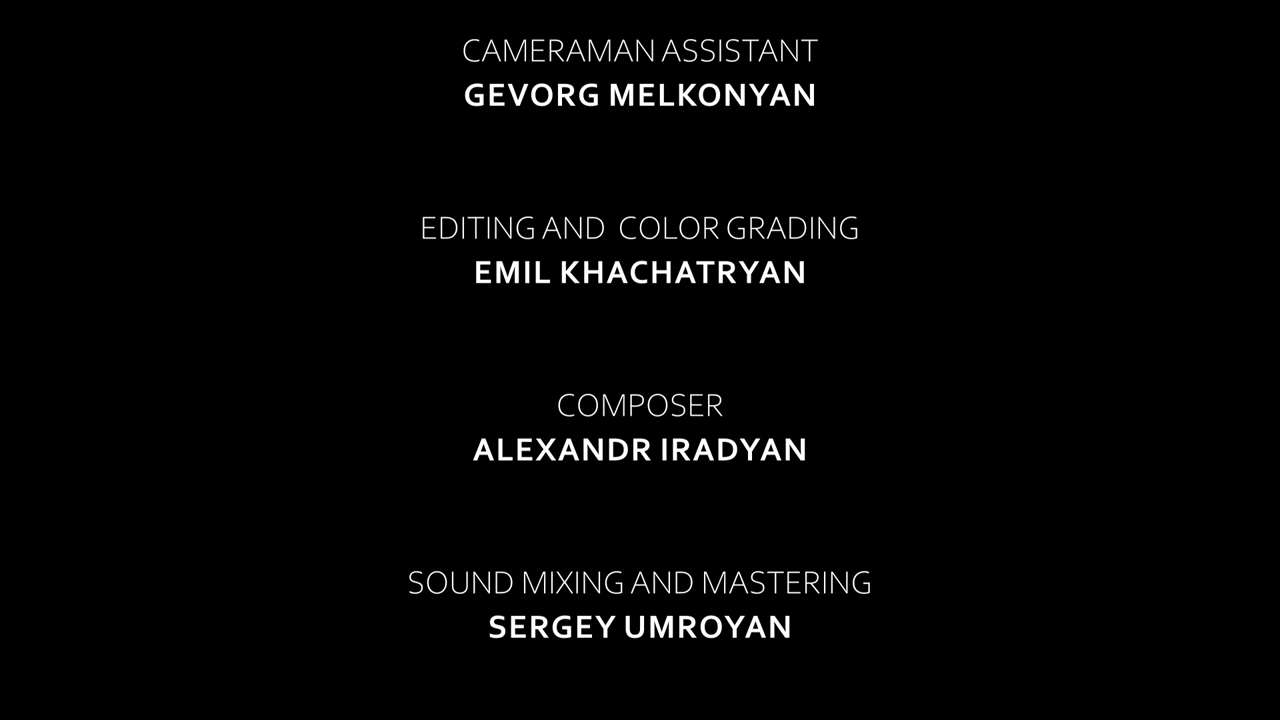 CAMERAMAN ASSISTANT
GEVORG MELKONYAN
EDITING AND COLOR GRADING
EMIL KHACHATRYAN
COMPOSER
ALEXANDR IRADYAN
SOUND MIXING AND MASTERING
SERGEY UMROYAN